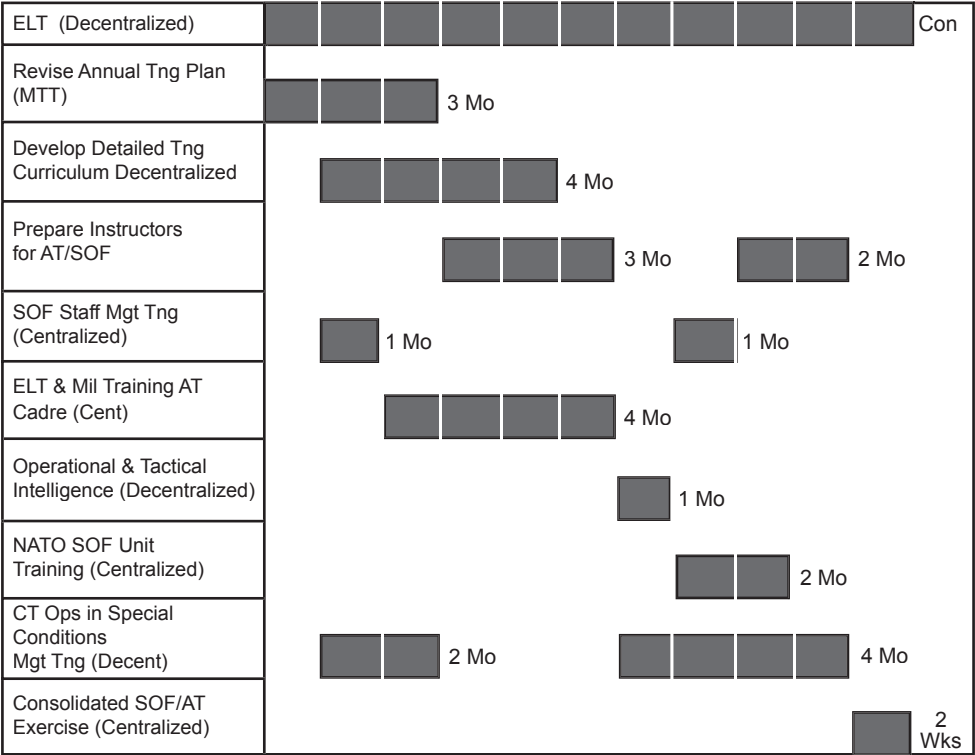 ELT (Decentralized)
Con
Revise Annual Tng Plan
(MTT)
3 Mo
Develop Detailed Tng
Curriculum Decentralized
4 Mo
Prepare Instructors
for AT/SOF
3 Mo
2 Mo
SOF Staff Mgt Tng
(Centralized)
1 Mo
1 Mo
ELT & Mil Training AT
Cadre (Cent)
4 Mo
Operational & Tactical
Intelligence (Decentralized)
1 Mo
NATO SOF Unit
Training (Centralized)
2 Mo
CT Ops in Special
Conditions
Mgt Tng (Decent)
2 Mo
4 Mo
Consolidated SOF/AT
Exercise (Centralized)
2
Wks